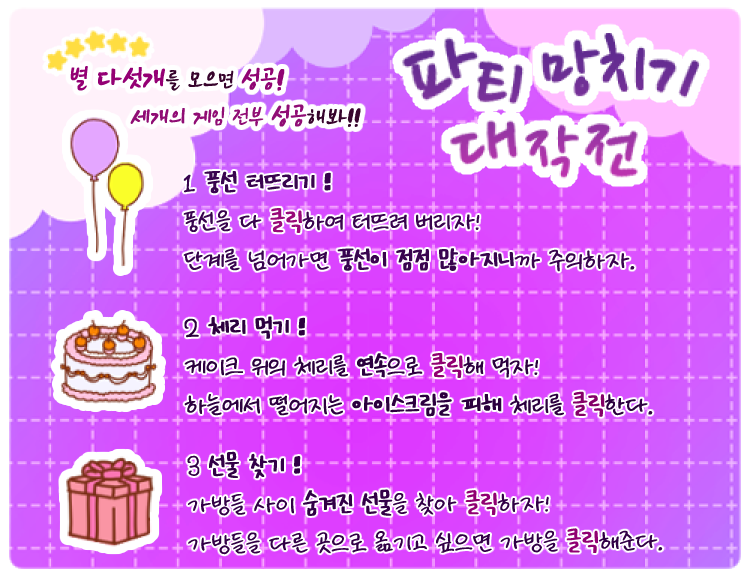 파티 망치기
대작전
별 다섯개를 모으면 성공!
세개의 게임 전부 성공해봐!!
1 풍선 터뜨리기 !
풍선을 다 클릭하여 터뜨려 버리자!
단계를 넘어가면 풍선이 점점 많아지니까 주의하자.
2 체리 먹기 !
케이크 위의 체리를 연속으로 클릭해 먹자!
하늘에서 떨어지는 아이스크림을 피해 체리를 클릭한다.
3 선물 찾기 !
가방들 사이 숨겨진 선물을 찾아 클릭하자!
가방들을 다른 곳으로 옮기고 싶으면 가방을 클릭해준다.